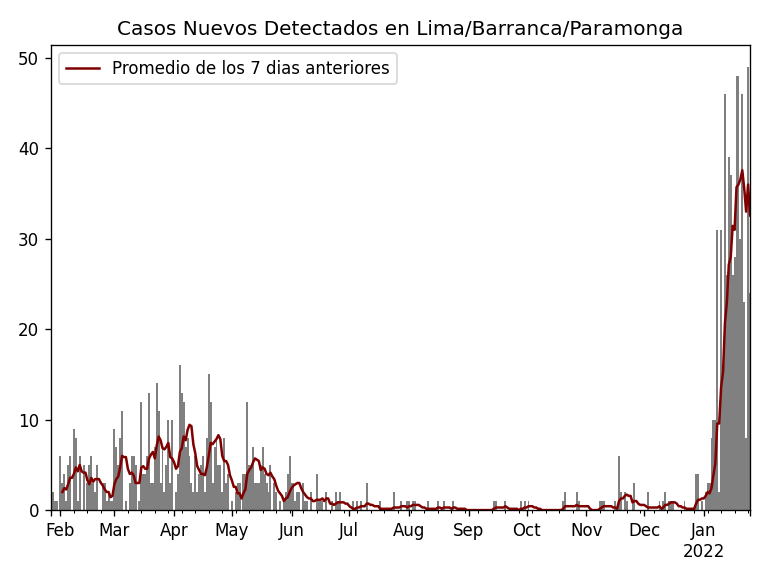 Casos Nuevos Detectados en Lima/Barranca/Paramonga
Promedio de los 7 dias anteriores
50
40
30
20
10
0
Feb Mar Apr May Jun Jul Aug Sep Oct Nov Dec Jan
2022